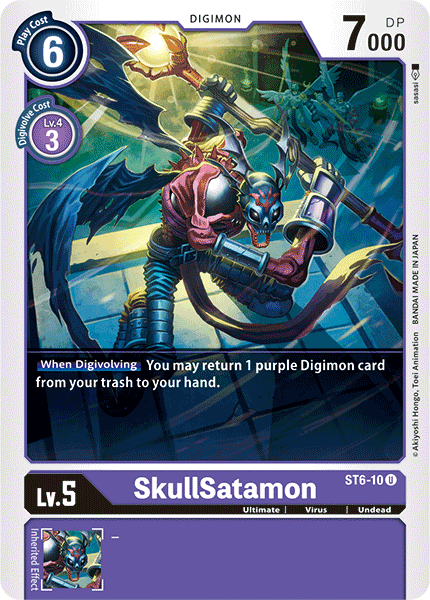 Play Cost
6
DIGIMON
7000
DP
Digivolve Cost
Lv.4
3
sasasi
When Digivolving You may return 1 purple Digimon card
from your trash to your hand.
© Akiyoshi Hongo, Toei Animation BANDAI MADE IN JAPAN
Lv.5
SkullSatamon
ST6-10 U
Ultimate | Virus | Undead
Inherited Effect
–